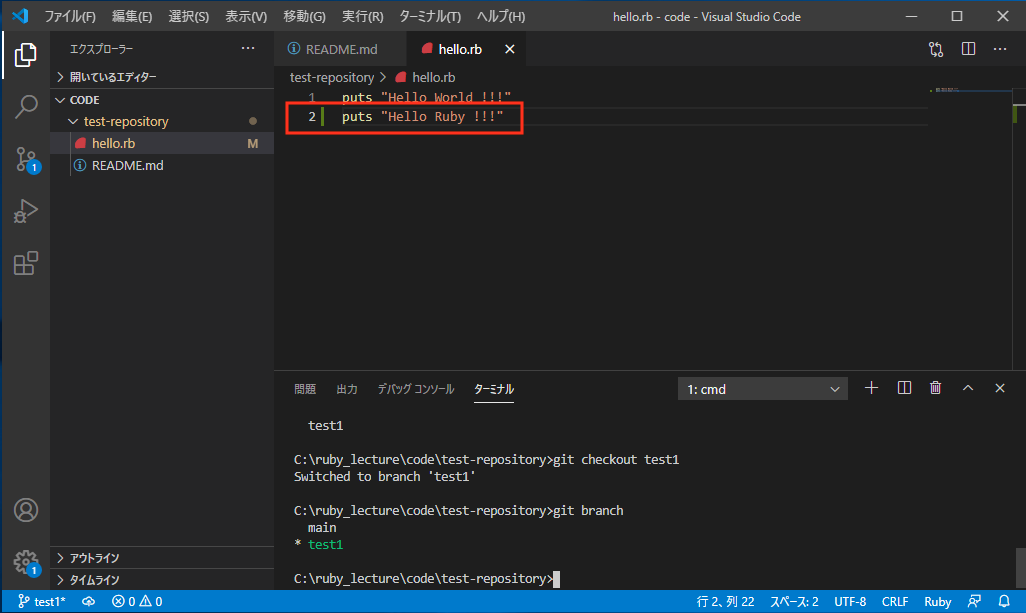 ファイル(F) 編集(E) 選択(S) 表示(V) 移動(G) 実行(R) ターミナル(T) ヘルプ(H) hello.rb - code - Visual Studio Code
エクスプローラー
README.md hello.rb
test-repository > hello.rb
開いているエディター
CODE
test-repository
hello.rb M
README.md
1 puts "Hello World !!!"
2 puts "Hello Ruby !!!"
1
問題 出力 デバッグ コンソール ターミナル 1: cmd
test1
C:\ruby_lecture\code\test-repository>git checkout test1
Switched to branch 'test1'
C:\ruby_lecture\code\test-repository>git branch
main
* test1
C:\ruby_lecture\code\test-repository>
アウトライン
タイムライン
1
test1* 0 0 行 2、列 22 スペース: 2 UTF-8 CRLF Ruby